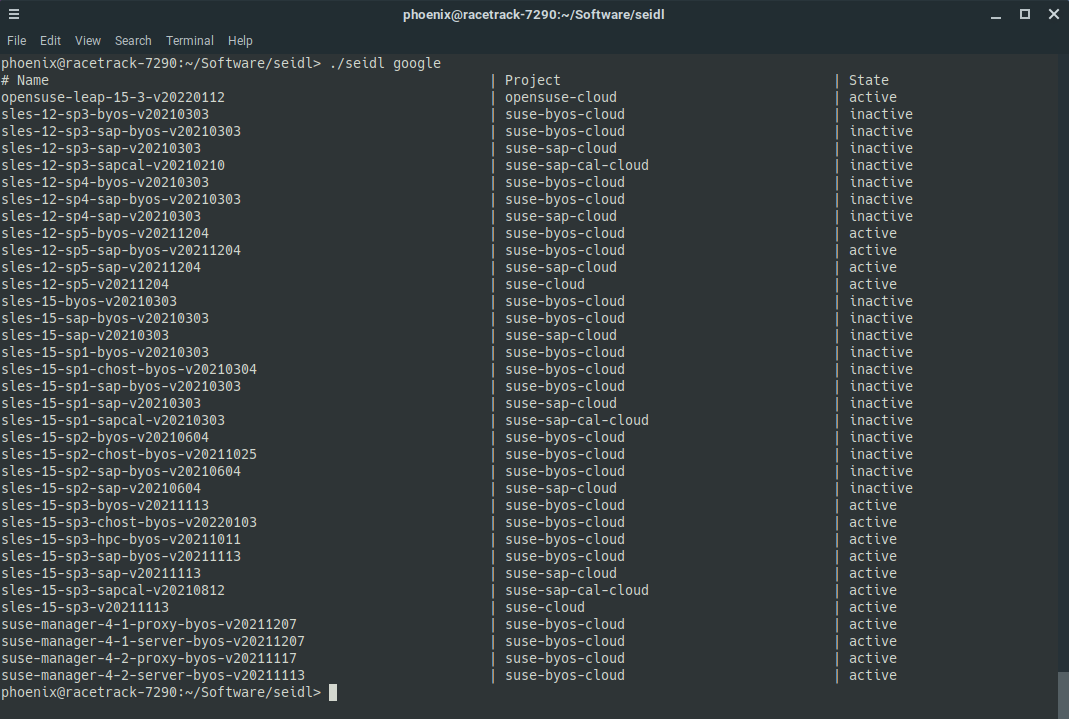 phoenix@racetrack-7290:~/Software/seidl
File Edit View Search Terminal Help
phoenix@racetrack-7290:~/Software/seidl> ./seidl google
# Name | Project | State
opensuse-leap-15-3-v20220112 | opensuse-cloud | active
sles-12-sp3-byos-v20210303 | suse-byos-cloud | inactive
sles-12-sp3-sap-byos-v20210303 | suse-byos-cloud | inactive
sles-12-sp3-sap-v20210303 | suse-sap-cloud | inactive
sles-12-sp3-sapcal-v20210210 | suse-sap-cal-cloud | inactive
sles-12-sp4-byos-v20210303 | suse-byos-cloud | inactive
sles-12-sp4-sap-byos-v20210303 | suse-byos-cloud | inactive
sles-12-sp4-sap-v20210303 | suse-sap-cloud | inactive
sles-12-sp5-byos-v20211204 | suse-byos-cloud | active
sles-12-sp5-sap-byos-v20211204 | suse-byos-cloud | active
sles-12-sp5-sap-v20211204 | suse-sap-cloud | active
sles-12-sp5-v20211204 | suse-cloud | active
sles-15-byos-v20210303 | suse-byos-cloud | inactive
sles-15-sap-byos-v20210303 | suse-byos-cloud | inactive
sles-15-sap-v20210303 | suse-sap-cloud | inactive
sles-15-sp1-byos-v20210303 | suse-byos-cloud | inactive
sles-15-sp1-chost-byos-v20210304 | suse-byos-cloud | inactive
sles-15-sp1-sap-byos-v20210303 | suse-byos-cloud | inactive
sles-15-sp1-sap-v20210303 | suse-sap-cloud | inactive
sles-15-sp1-sapcal-v20210303 | suse-sap-cal-cloud | inactive
sles-15-sp2-byos-v20210604 | suse-byos-cloud | inactive
sles-15-sp2-chost-byos-v20211025 | suse-byos-cloud | inactive
sles-15-sp2-sap-byos-v20210604 | suse-byos-cloud | inactive
sles-15-sp2-sap-v20210604 | suse-sap-cloud | inactive
sles-15-sp3-byos-v20211113 | suse-byos-cloud | active
sles-15-sp3-chost-byos-v20220103 | suse-byos-cloud | active
sles-15-sp3-hpc-byos-v20211011 | suse-byos-cloud | active
sles-15-sp3-sap-byos-v20211113 | suse-byos-cloud | active
sles-15-sp3-sap-v20211113 | suse-sap-cloud | active
sles-15-sp3-sapcal-v20210812 | suse-sap-cal-cloud | active
sles-15-sp3-v20211113 | suse-cloud | active
suse-manager-4-1-proxy-byos-v20211207 | suse-byos-cloud | active
suse-manager-4-1-server-byos-v20211207 | suse-byos-cloud | active
suse-manager-4-2-proxy-byos-v20211117 | suse-byos-cloud | active
suse-manager-4-2-server-byos-v20211113 | suse-byos-cloud | active
phoenix@racetrack-7290:~/Software/seidl>